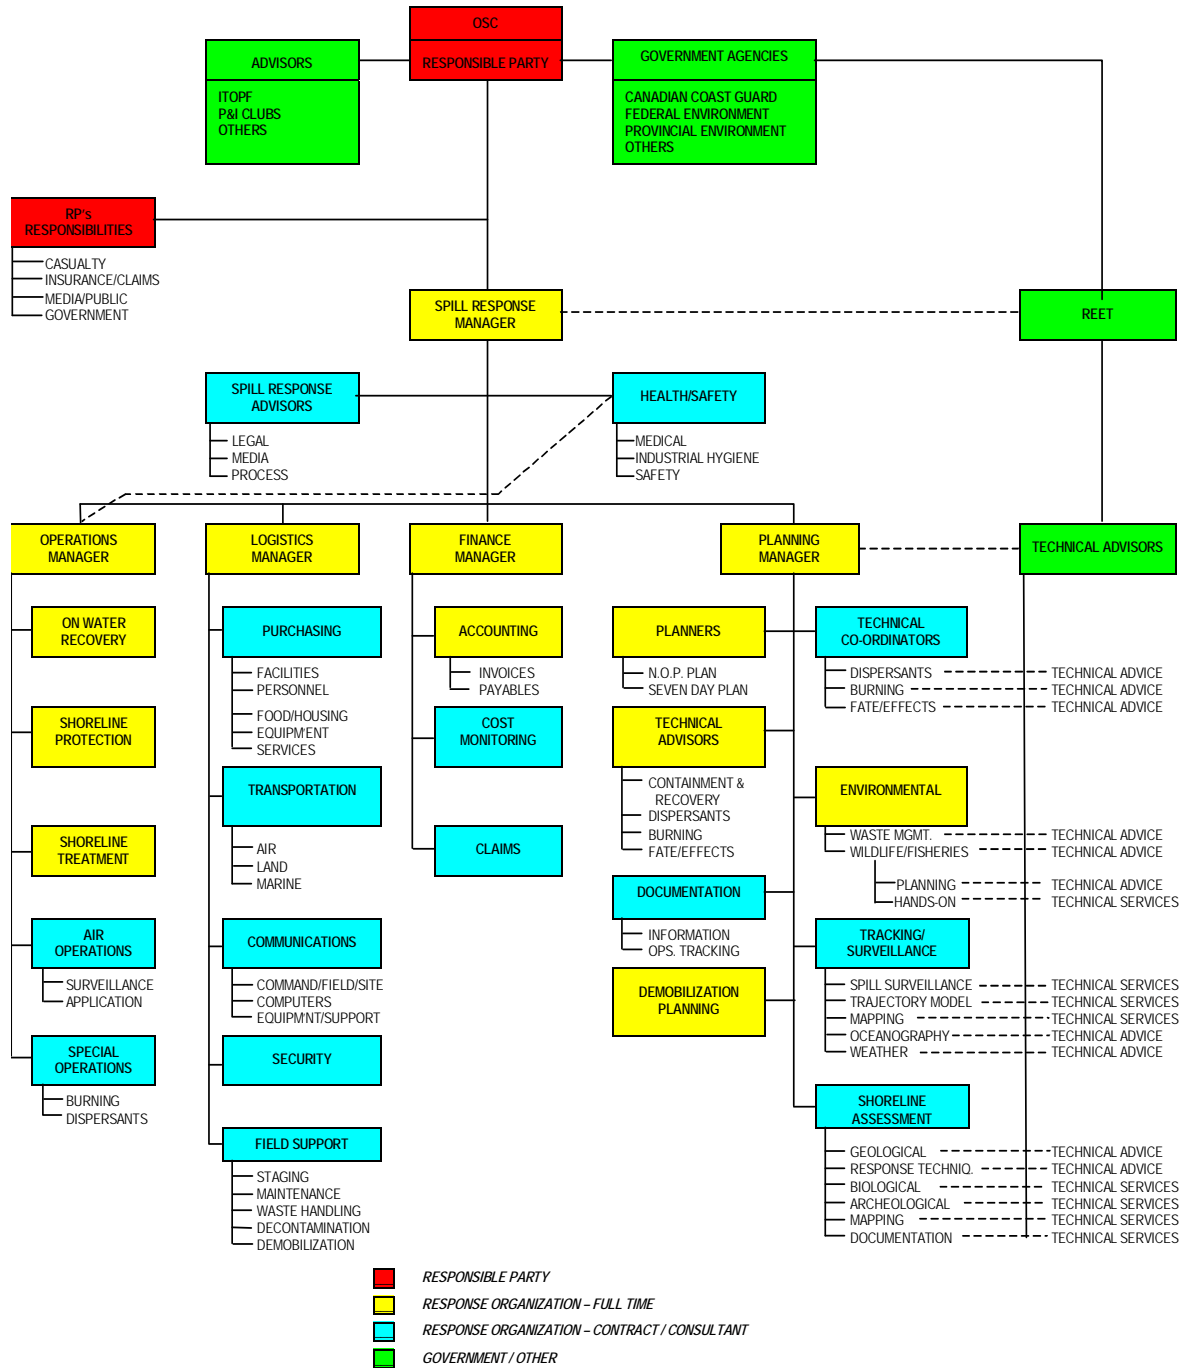 OSC
RESPONSIBLE PARTY
ADVISORS
ITOPF
P&I CLUBS
OTHERS
GOVERNMENT AGENCIES
CANADIAN COAST GUARD
FEDERAL ENVIRONMENT
PROVINCIAL ENVIRONMENT
OTHERS
RP's
RESPONSIBILITIES
CASUALTY
INSURANCE/CLAIMS
MEDIA/PUBLIC
GOVERNMENT
SPILL RESPONSE
MANAGER
REET
SPILL RESPONSE
ADVISORS
LEGAL
MEDIA
PROCESS
HEALTH/SAFETY
MEDICAL
INDUSTRIAL HYGIENE
SAFETY
OPERATIONS
MANAGER
ON WATER
RECOVERY
SHORELINE
PROTECTION
SHORELINE
TREATMENT
AIR
OPERATIONS
SURVEILLANCE
APPLICATION
SPECIAL
OPERATIONS
BURNING
DISPERSANTS
LOGISTICS
MANAGER
PURCHASING
FACILITIES
PERSONNEL
FOOD/HOUSING
EQUIPM'ENT
SERVICES
TRANSPORTATION
AIR
LAND
MARINE
COMMUNICATIONS
COMMAND/FIELD/SITE
COMPUTERS
EQUIPM'NT/SUPPORT
SECURITY
FIELD SUPPORT
STAGING
MAINTENANCE
WASTE HANDLING
DECONTAMINATION
DEMOBILIZATION
FINANCE
MANAGER
ACCOUNTING
INVOICES
PAYABLES
COST
MONITORING
CLAIMS
PLANNING
MANAGER
PLANNERS
N.O.P. PLAN
SEVEN DAY PLAN
TECHNICAL
ADVISORS
CONTAINMENT &
RECOVERY
DISPERSANTS
BURNING
FATE/EFFECTS
DOCUMENTATION
INFORMATION
OPS. TRACKING
DEMOBILIZATION
PLANNING
TECHNICAL ADVISORS
TECHNICAL
CO-ORDINATORS
DISPERSANTS TECHNICAL ADVICE
BURNING TECHNICAL ADVICE
FATE/EFFECTS TECHNICAL ADVICE
ENVIRONMENTAL
WASTE MGMT. TECHNICAL ADVICE
WILDLIFE/FISHERIES TECHNICAL ADVICE
PLANNING TECHNICAL ADVICE
HANDS-ON TECHNICAL SERVICES
TRACKING/
SURVEILLANCE
SPILL SURVEILLANCE TECHNICAL SERVICES
TRAJECTORY MODEL TECHNICAL SERVICES
MAPPING TECHNICAL SERVICES
OCEANOGRAPHY TECHNICAL ADVICE
WEATHER TECHNICAL ADVICE
SHORELINE
ASSESSMENT
GEOLOGICAL TECHNICAL ADVICE
RESPONSE TECHNIQ. TECHNICAL ADVICE
BIOLOGICAL TECHNICAL SERVICES
ARCHEOLOGICAL TECHNICAL SERVICES
MAPPING TECHNICAL SERVICES
DOCUMENTATION TECHNICAL SERVICES
RESPONSIBLE PARTY
RESPONSE ORGANIZATION – FULL TIME
RESPONSE ORGANIZATION – CONTRACT / CONSULTANT
GOVERNMENT / OTHER